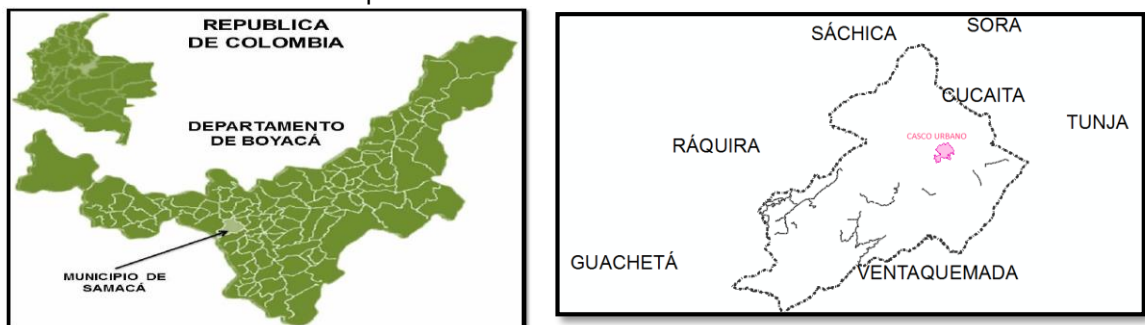 REPUBLICA
DE COLOMBIA
DEPARTAMENTO
DE BOYACÁ
MUNICIPIO DE
SAMACÁ
SÁCHICA
SORA
CUCAITA
TUNJA
CASCO URBANO
RÁQUIRA
GUACHETÁ
VENTAQUEMADA